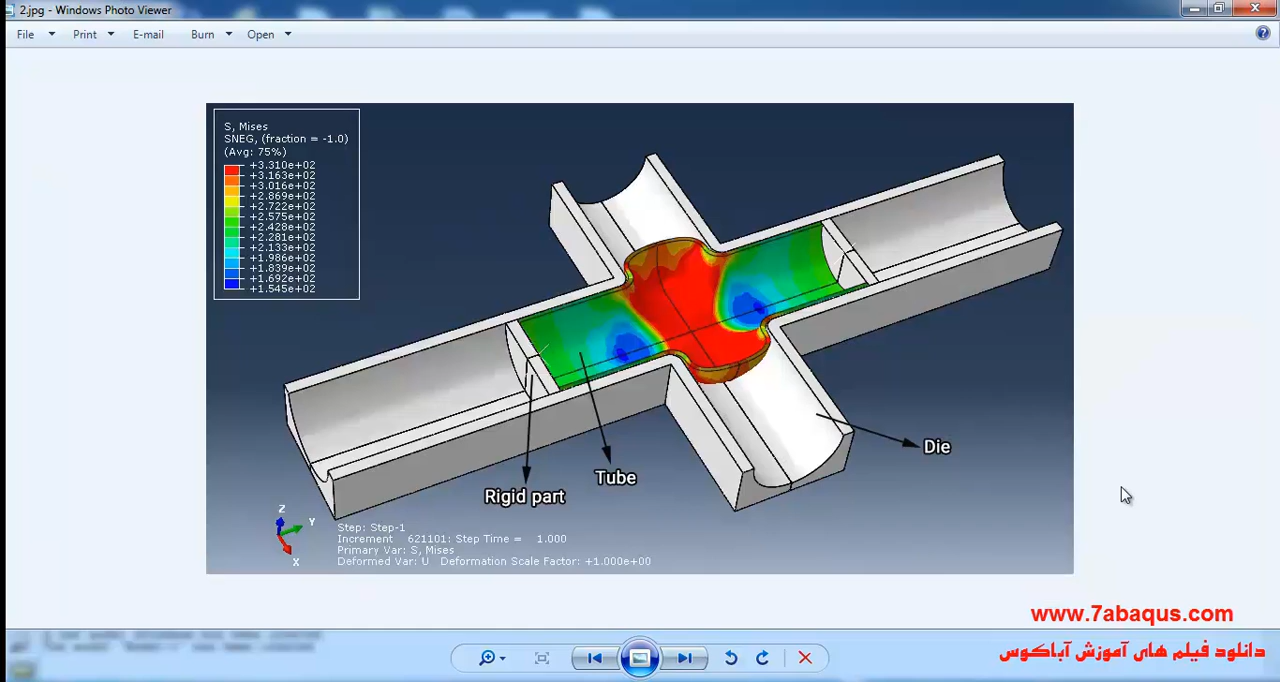 2.jpg - Windows Photo Viewer
File Print E-mail Burn Open
S, Mises
SNEG, (fraction = -1.0)
(Avg: 75%)
+3.310e+02
+3.163e+02
+3.016e+02
+2.869e+02
+2.722e+02
+2.575e+02
+2.428e+02
+2.281e+02
+2.133e+02
+1.986e+02
+1.839e+02
+1.692e+02
+1.545e+02
Die
Tube
Rigid part
Z
Y
X
Step: Step-1
Increment 621101: Step Time = 1.000
Primary Var: S, Mises
Deformed Var: U Deformation Scale Factor: +1.000e+00
www.7abaqus.com
دانلود فیلم های آموزش آباکوس